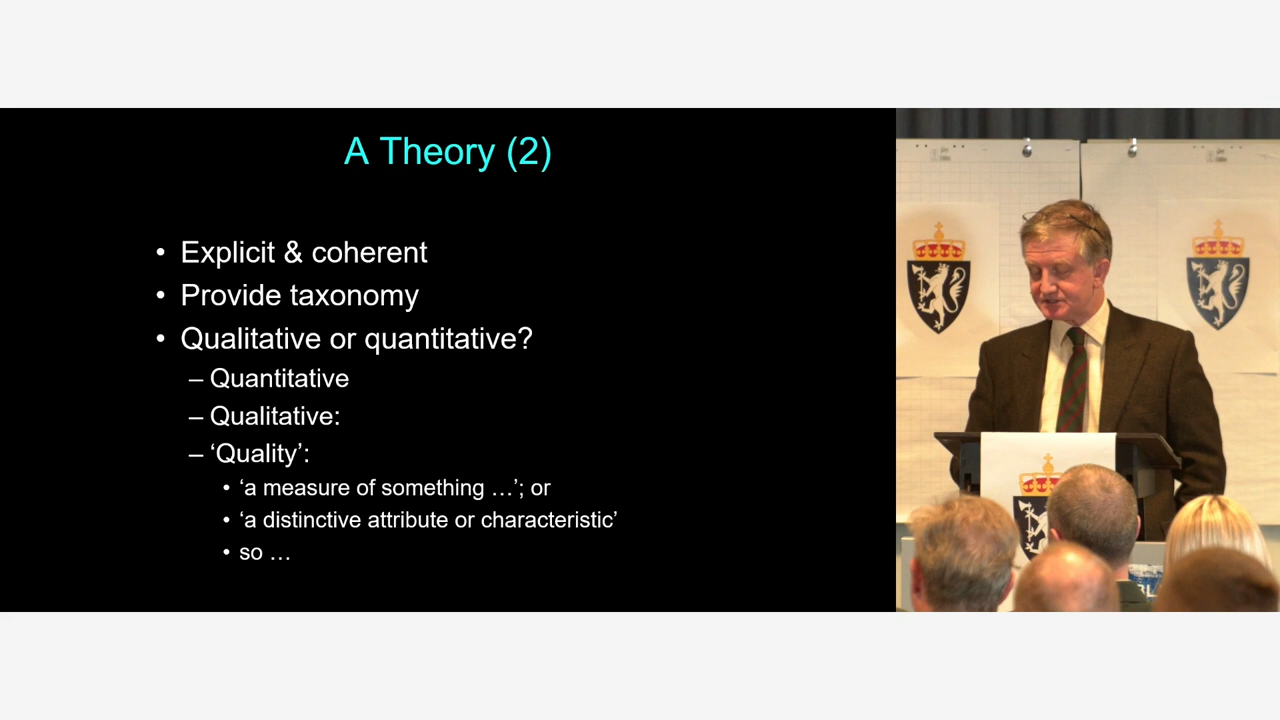 A Theory (2)
• Explicit & coherent
• Provide taxonomy
• Qualitative or quantitative?
– Quantitative
– Qualitative:
– ‘Quality’:
• ‘a measure of something …’; or
• ‘a distinctive attribute or characteristic’
• so …